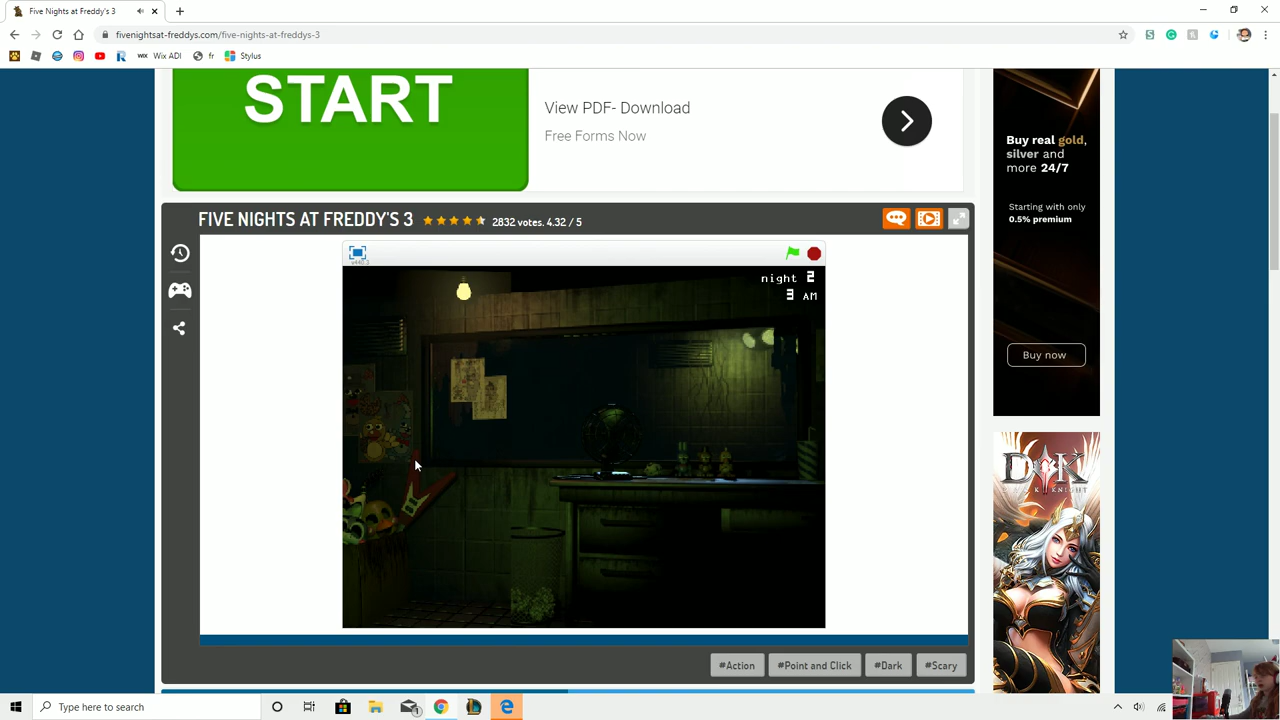 Five Nights at Freddy's 3
fivenightsat-freddys.com/five-nights-at-freddys-3
WIX
Wix ADI
fr
Stylus
START
View PDF- Download
Free Forms Now
Buy real gold,
silver and
more 24/7
Starting with only
0.5% premium
Buy now
FIVE NIGHTS AT FREDDY'S 3
2832 votes. 4.32 / 5
night 2
3 AM
#Action
#Point and Click
#Dark
#Scary
Type here to search
1